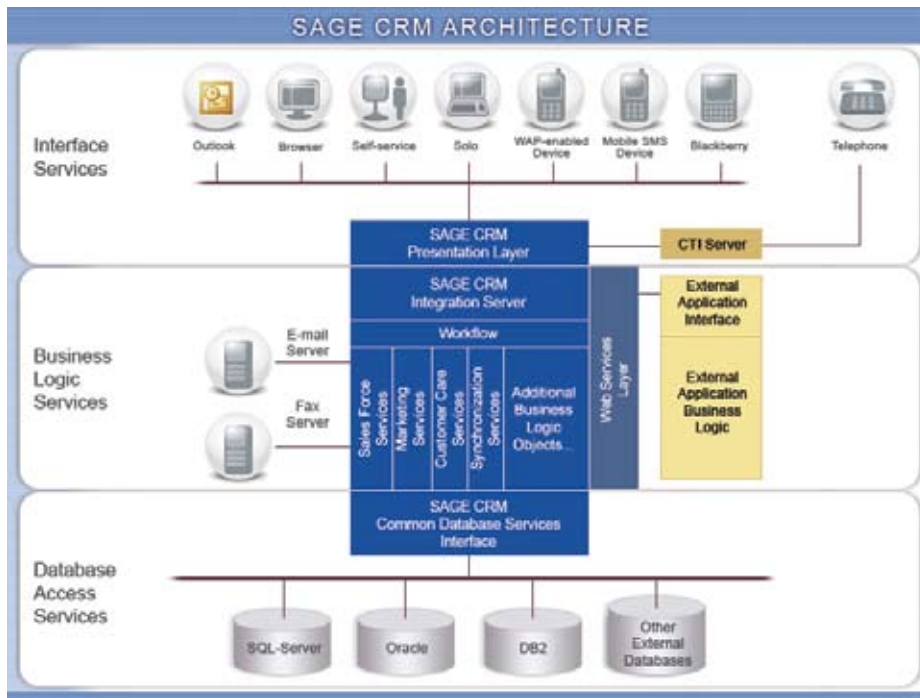 SAGE CRM ARCHITECTURE
Interface
Services
Outlook
Browser
Self-service
Solo
WAP-enabled
Device
Mobile SMS
Device
Blackberry
Telephone
SAGE CRM
Presentation Layer
CTI Server
Business
Logic
Services
E-mail
Server
Fax
Server
SAGE CRM
Integration Server
Workflow
Sales Force
Services
Marketing
Services
Customer Care
Services
Synchronization
Services
Additional
Business
Logic
Objects...
Web Services
Layer
External
Application
Interface
External
Application
Business
Logic
Database
Access
Services
SAGE CRM
Common Database Services
Interface
SQL-Server
Oracle
DB2
Other
External
Databases